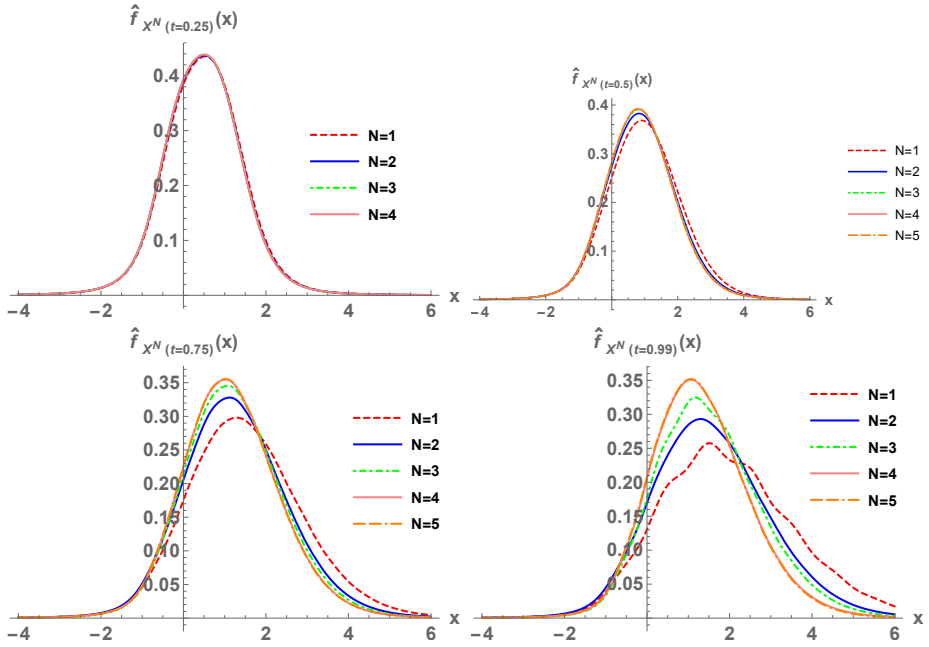 f̂ X^N (t=0.25)(x)
0.4
0.3
0.2
0.1
−4 −2 0 2 4 6 x
N=1
N=2
N=3
N=4
f̂ X^N (t=0.5)(x)
0.4
0.3
0.2
0.1
−4 −2 0 2 4 6 x
N=1
N=2
N=3
N=4
N=5
f̂ X^N (t=0.75)(x)
0.35
0.30
0.25
0.20
0.15
0.10
0.05
−4 −2 0 2 4 6 x
N=1
N=2
N=3
N=4
N=5
f̂ X^N (t=0.99)(x)
0.35
0.30
0.25
0.20
0.15
0.10
0.05
−4 −2 0 2 4 6 x
N=1
N=2
N=3
N=4
N=5